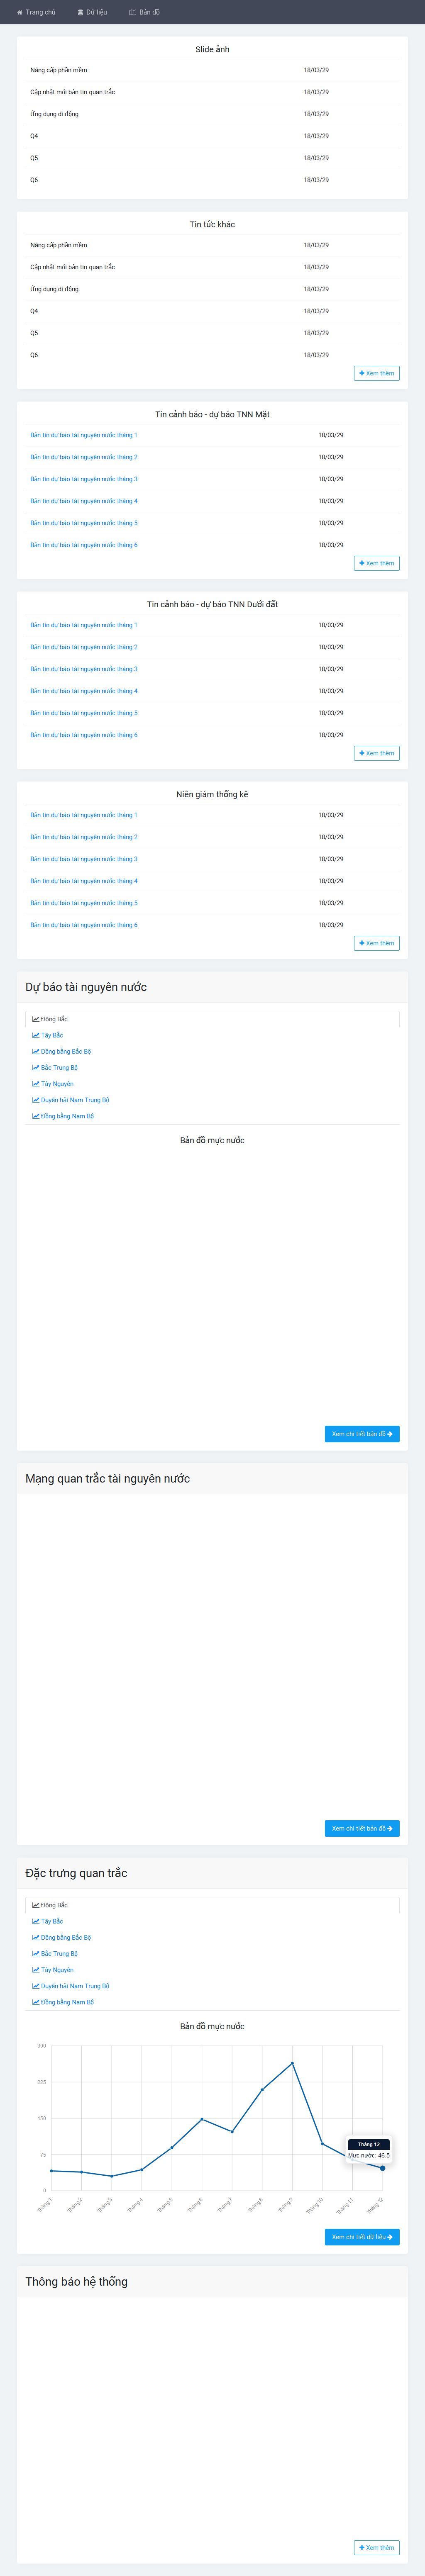 Trang chủ Dữ liệu Bản đồ
Slide ảnh
Nâng cấp phần mềm 18/03/29
Cập nhật mới bản tin quan trắc 18/03/29
Ứng dụng di động 18/03/29
Q4 18/03/29
Q5 18/03/29
Q6 18/03/29
Tin tức khác
Nâng cấp phần mềm 18/03/29
Cập nhật mới bản tin quan trắc 18/03/29
Ứng dụng di động 18/03/29
Q4 18/03/29
Q5 18/03/29
Q6 18/03/29
Xem thêm
Tin cảnh báo - dự báo TNN Mặt
Bản tin dự báo tài nguyên nước tháng 1 18/03/29
Bản tin dự báo tài nguyên nước tháng 2 18/03/29
Bản tin dự báo tài nguyên nước tháng 3 18/03/29
Bản tin dự báo tài nguyên nước tháng 4 18/03/29
Bản tin dự báo tài nguyên nước tháng 5 18/03/29
Bản tin dự báo tài nguyên nước tháng 6 18/03/29
Xem thêm
Tin cảnh báo - dự báo TNN Dưới đất
Bản tin dự báo tài nguyên nước tháng 1 18/03/29
Bản tin dự báo tài nguyên nước tháng 2 18/03/29
Bản tin dự báo tài nguyên nước tháng 3 18/03/29
Bản tin dự báo tài nguyên nước tháng 4 18/03/29
Bản tin dự báo tài nguyên nước tháng 5 18/03/29
Bản tin dự báo tài nguyên nước tháng 6 18/03/29
Xem thêm
Niên giám thống kê
Bản tin dự báo tài nguyên nước tháng 1 18/03/29
Bản tin dự báo tài nguyên nước tháng 2 18/03/29
Bản tin dự báo tài nguyên nước tháng 3 18/03/29
Bản tin dự báo tài nguyên nước tháng 4 18/03/29
Bản tin dự báo tài nguyên nước tháng 5 18/03/29
Bản tin dự báo tài nguyên nước tháng 6 18/03/29
Xem thêm
Dự báo tài nguyên nước
Đông Bắc
Tây Bắc
Đồng bằng Bắc Bộ
Bắc Trung Bộ
Tây Nguyên
Duyên hải Nam Trung Bộ
Đồng bằng Nam Bộ
Bản đồ mực nước
Xem chi tiết bản đồ
Mạng quan trắc tài nguyên nước
Xem chi tiết bản đồ
Đặc trưng quan trắc
Đông Bắc
Tây Bắc
Đồng bằng Bắc Bộ
Bắc Trung Bộ
Tây Nguyên
Duyên hải Nam Trung Bộ
Đồng bằng Nam Bộ
Bản đồ mực nước
300
225
150
75
0
Tháng 12
Mực nước: 46.5
Tháng 1 Tháng 2 Tháng 3 Tháng 4 Tháng 5 Tháng 6 Tháng 7 Tháng 8 Tháng 9 Tháng 10 Tháng 11 Tháng 12
Xem chi tiết dữ liệu
Thông báo hệ thống
Xem thêm